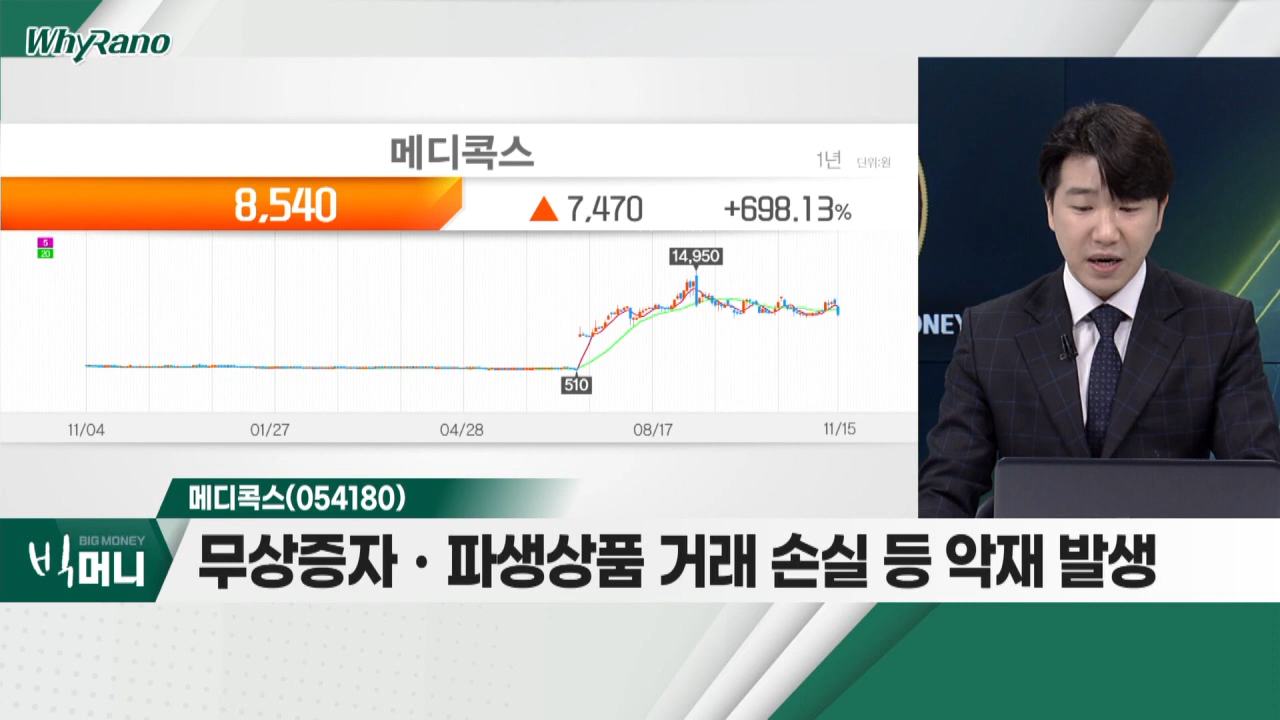 WhyRano
메디콕스
1년 단위:원
8,540 ▲ 7,470 +698.13%
5
20
14,950
510
11/04 01/27 04/28 08/17 11/15
ONEY
메디콕스(054180)
BIG MONEY
빅머니
무상증자 · 파생상품 거래 손실 등 악재 발생